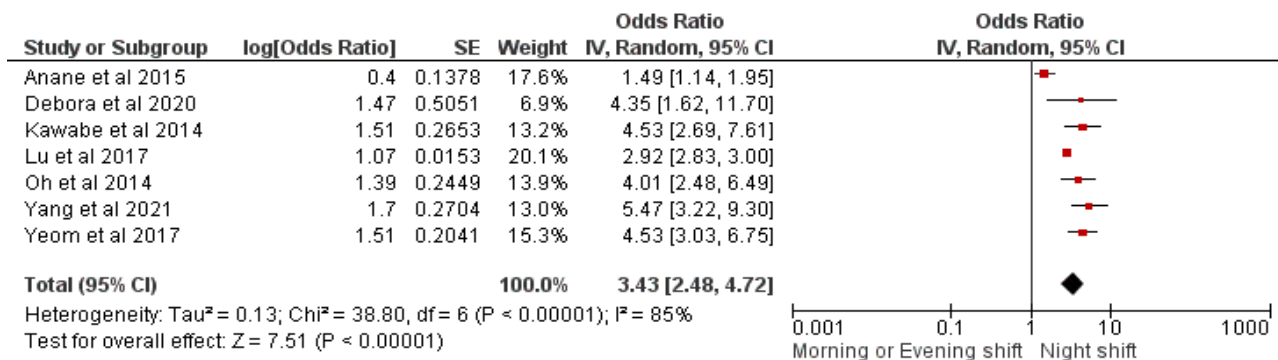 Odds Ratio Odds Ratio
Study or Subgroup log[Odds Ratio] SE Weight IV, Random, 95% CI IV, Random, 95% CI
Anane et al 2015 0.4 0.1378 17.6% 1.49 [1.14, 1.95]
Debora et al 2020 1.47 0.5051 6.9% 4.35 [1.62, 11.70]
Kawabe et al 2014 1.51 0.2653 13.2% 4.53 [2.69, 7.61]
Lu et al 2017 1.07 0.0153 20.1% 2.92 [2.83, 3.00]
Oh et al 2014 1.39 0.2449 13.9% 4.01 [2.48, 6.49]
Yang et al 2021 1.7 0.2704 13.0% 5.47 [3.22, 9.30]
Yeom et al 2017 1.51 0.2041 15.3% 4.53 [3.03, 6.75]
Total (95% CI) 100.0% 3.43 [2.48, 4.72]
Heterogeneity: Tau² = 0.13; Chi² = 38.80, df = 6 (P < 0.00001); I² = 85%
Test for overall effect: Z = 7.51 (P < 0.00001)
0.001 0.1 1 10 1000
Morning or Evening shift Night shift